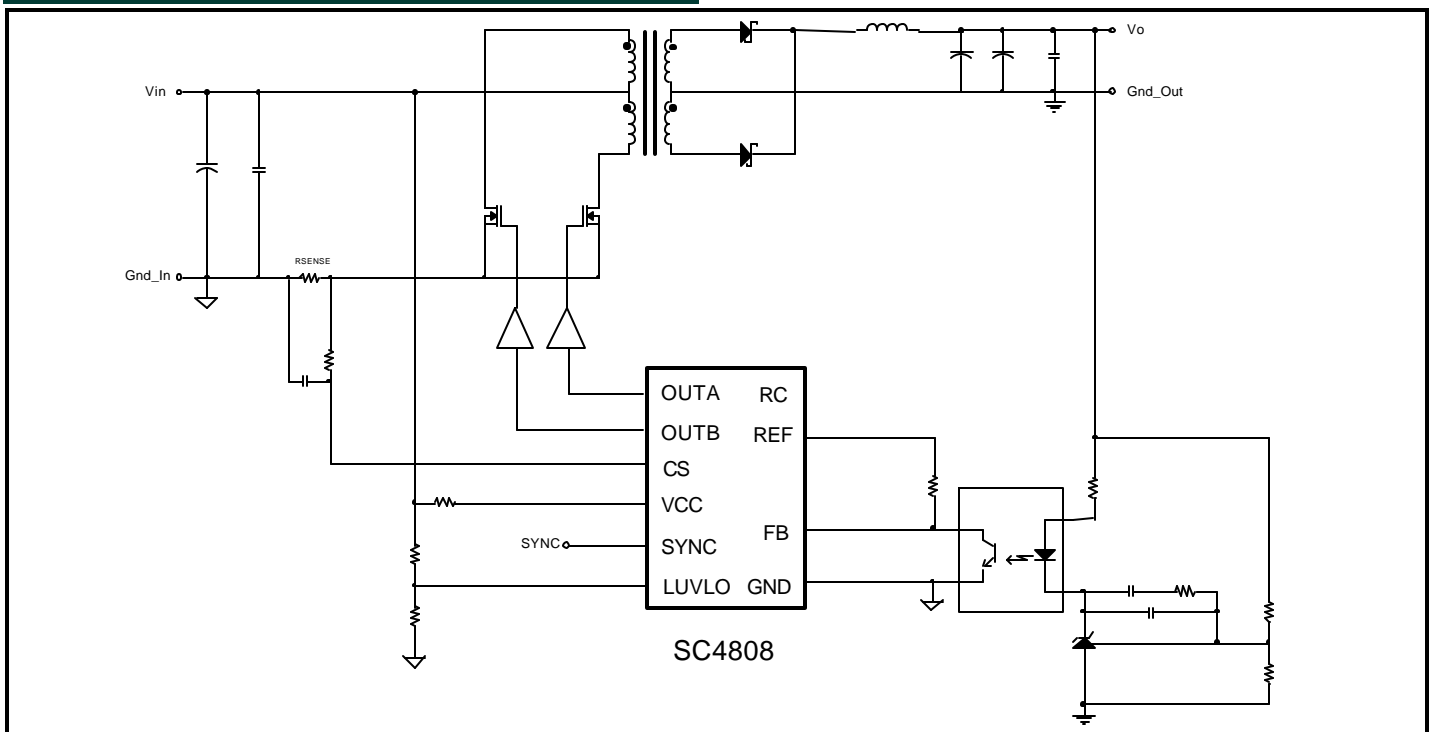 Vo
Vin
Gnd_Out
Gnd_In
RSENSE
OUTA
RC
OUTB
REF
CS
VCC
FB
SYNC
SYNC
LUVLO
GND
SC4808